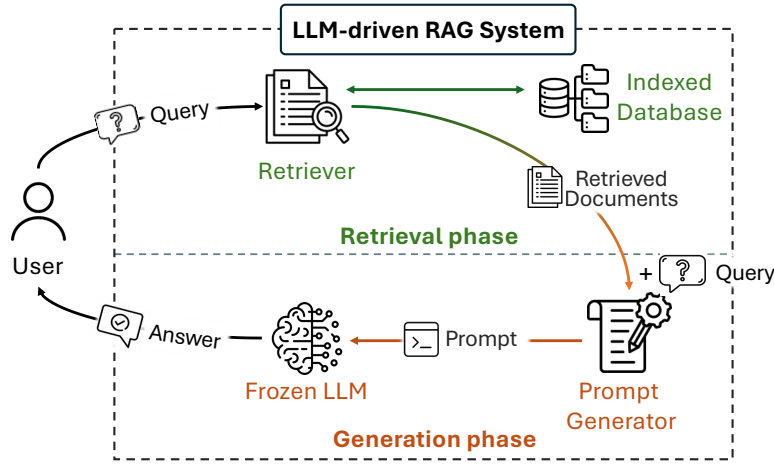 LLM-driven RAG System
Query
Retriever
Indexed
Database
Retrieved
Documents
Retrieval phase
User
+
Query
Answer
Frozen LLM
Prompt
Prompt
Generator
Generation phase